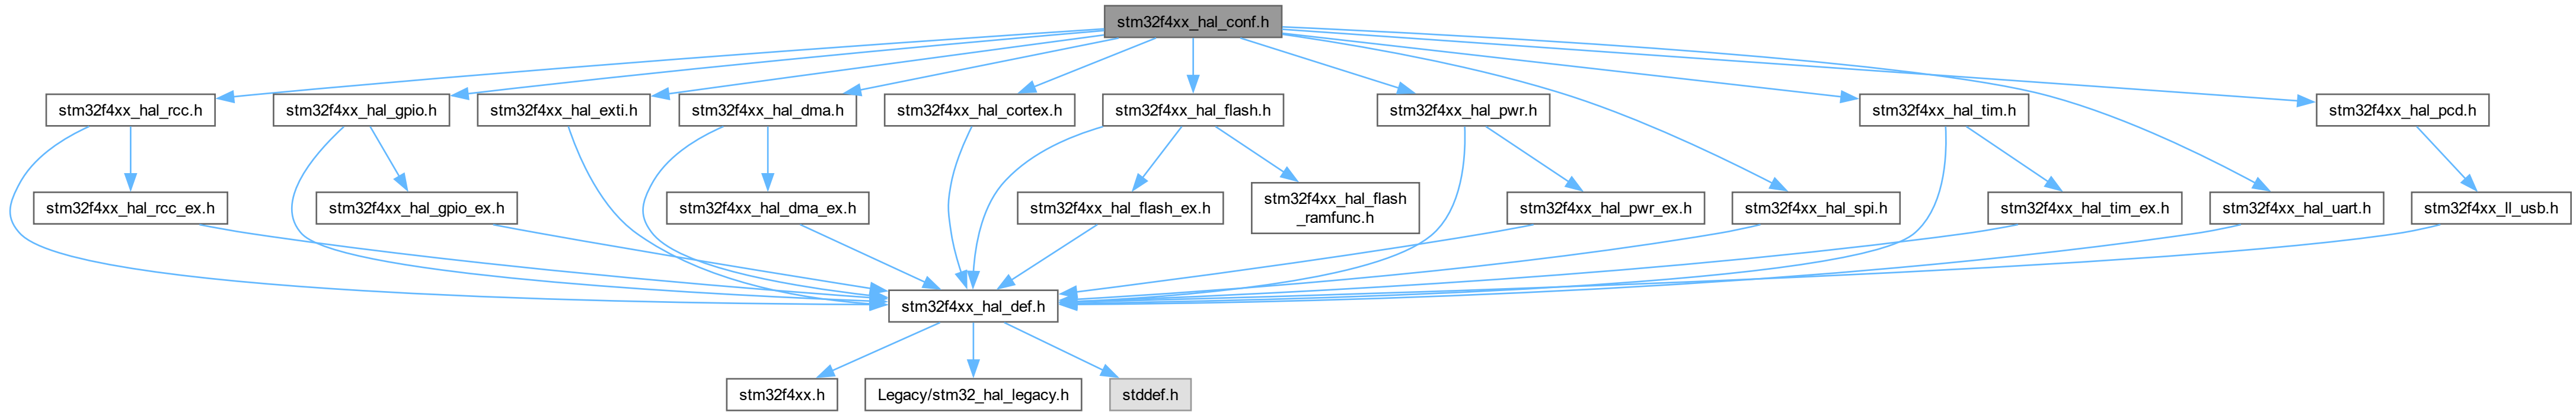 stm32f4xx_hal_conf.h
stm32f4xx_hal_rcc.h
stm32f4xx_hal_gpio.h
stm32f4xx_hal_exti.h
stm32f4xx_hal_dma.h
stm32f4xx_hal_cortex.h
stm32f4xx_hal_flash.h
stm32f4xx_hal_pwr.h
stm32f4xx_hal_tim.h
stm32f4xx_hal_pcd.h
stm32f4xx_hal_rcc_ex.h
stm32f4xx_hal_gpio_ex.h
stm32f4xx_hal_dma_ex.h
stm32f4xx_hal_flash_ex.h
stm32f4xx_hal_flash
_ramfunc.h
stm32f4xx_hal_pwr_ex.h
stm32f4xx_hal_spi.h
stm32f4xx_hal_tim_ex.h
stm32f4xx_hal_uart.h
stm32f4xx_ll_usb.h
stm32f4xx_hal_def.h
stm32f4xx.h
Legacy/stm32_hal_legacy.h
stddef.h